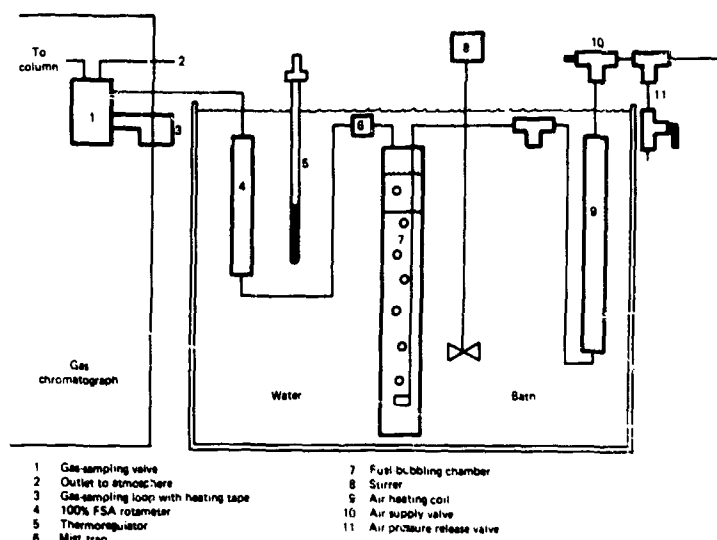 To
column
2
8
10
1
3
6
11
4
5
7
9
Gas
chromatograph
Water
Bath
1 Gas-sampling valve
2 Outlet to atmosphere
3 Gas-sampling loop with heating tape
4 100% FSA rotameter
5 Thermoregulator
6 Mist trap
7 Fuel bubbling chamber
8 Stirrer
9 Air heating coil
10 Air supply valve
11 Air pressure release valve